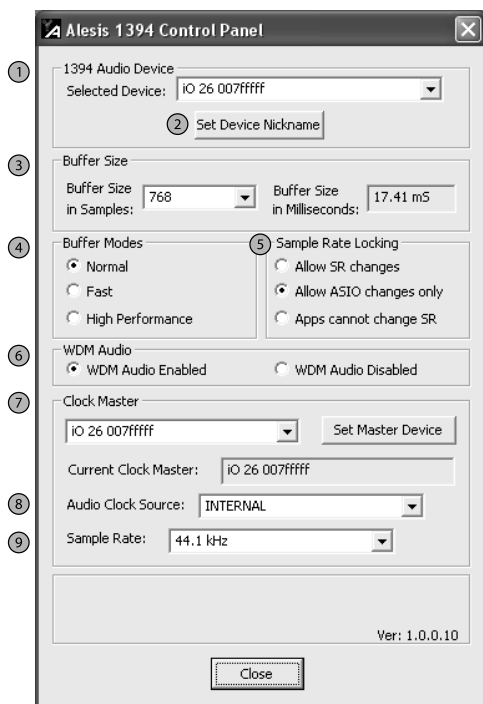 Alesis 1394 Control Panel
1
1394 Audio Device
Selected Device: iO 26 007fffff
2 Set Device Nickname
3
Buffer Size
Buffer Size in Samples: 768 Buffer Size in Milliseconds: 17.41 mS
4
Buffer Modes
Normal
Fast
High Performance
5
Sample Rate Locking
Allow SR changes
Allow ASIO changes only
Apps cannot change SR
6
WDM Audio
WDM Audio Enabled WDM Audio Disabled
7
Clock Master
iO 26 007fffff Set Master Device
Current Clock Master: iO 26 007fffff
8 Audio Clock Source: INTERNAL
9 Sample Rate: 44.1 kHz
Ver: 1.0.0.10
Close